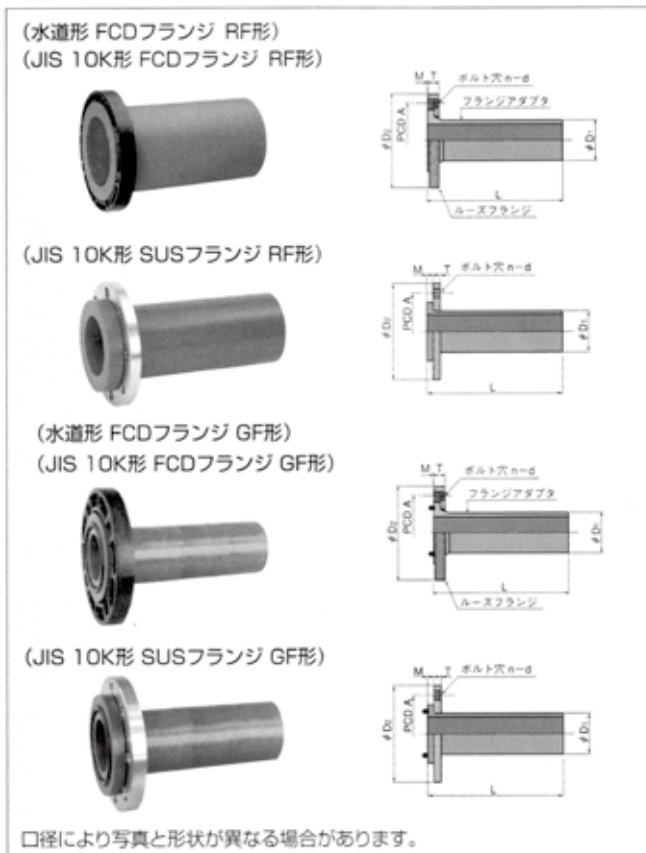 (水道形 FCDフランジ RF形)
(JIS 10K形 FCDフランジ RF形)
M T ボルト穴 n-d
フランジアダプタ
φD2
PCD A
φD1
L
ルーズフランジ
(JIS 10K形 SUSフランジ RF形)
M T ボルト穴 n-d
φD2
PCD A
φD1
L
(水道形 FCDフランジ GF形)
(JIS 10K形 FCDフランジ GF形)
M T ボルト穴 n-d
フランジアダプタ
φD2
PCD A
φD1
L
ルーズフランジ
(JIS 10K形 SUSフランジ GF形)
M T ボルト穴 n-d
φD2
PCD A
φD1
L
口径により写真と形状が異なる場合があります。